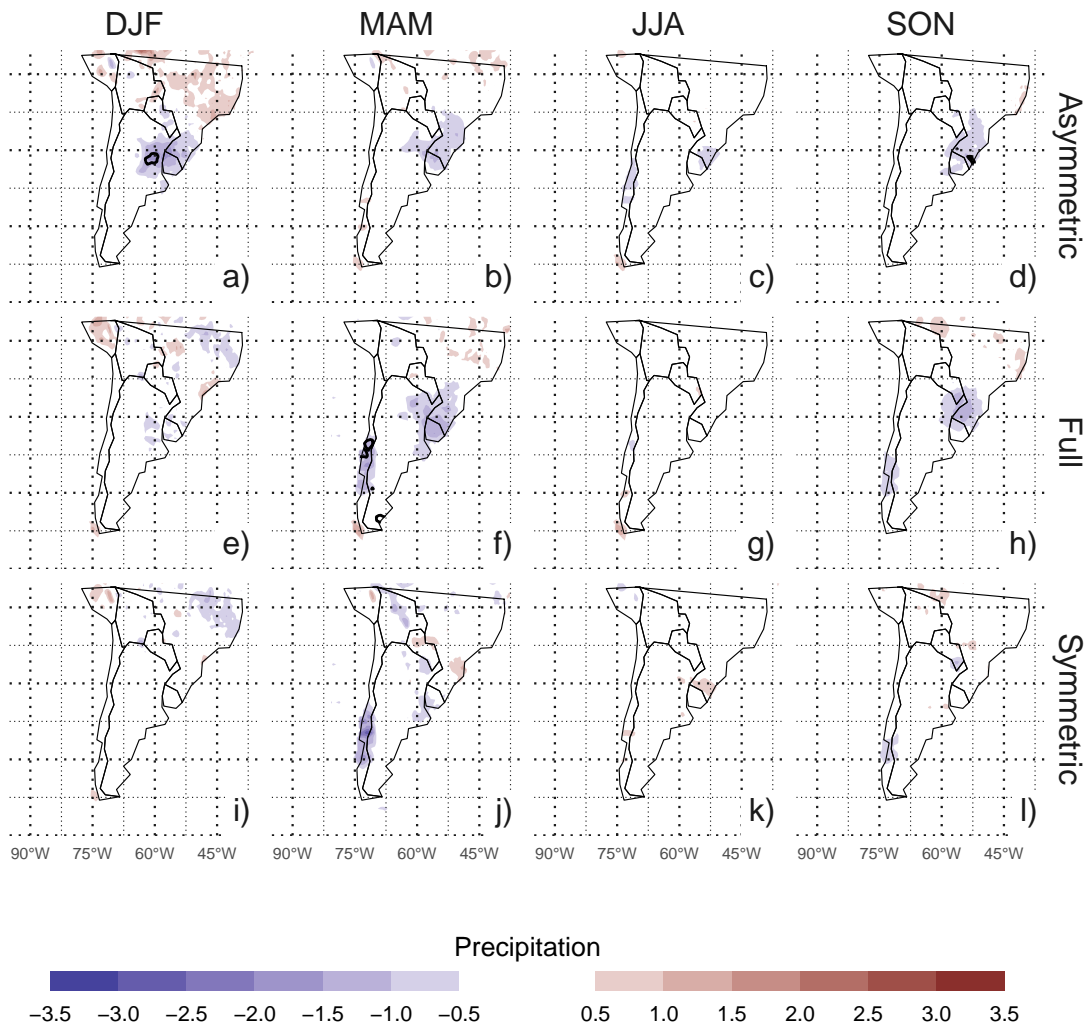 DJF MAM JJA SON
Asymmetric
a) b) c) d)
Full
e) f) g) h)
Symmetric
i) j) k) l)
90°W 75°W 60°W 45°W 90°W 75°W 60°W 45°W 90°W 75°W 60°W 45°W 90°W 75°W 60°W 45°W
Precipitation
−3.5 −3.0 −2.5 −2.0 −1.5 −1.0 −0.5 0.5 1.0 1.5 2.0 2.5 3.0 3.5